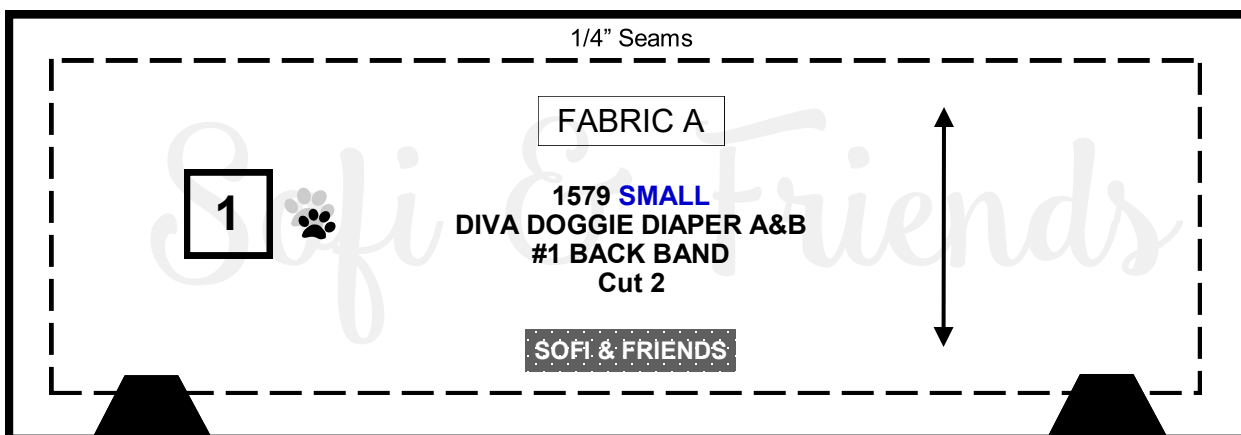 1/4” Seams
FABRIC A
1
1579 SMALL
DIVA DOGGIE DIAPER A&B
#1 BACK BAND
Cut 2
Sofi & Friends
SOFI & FRIENDS